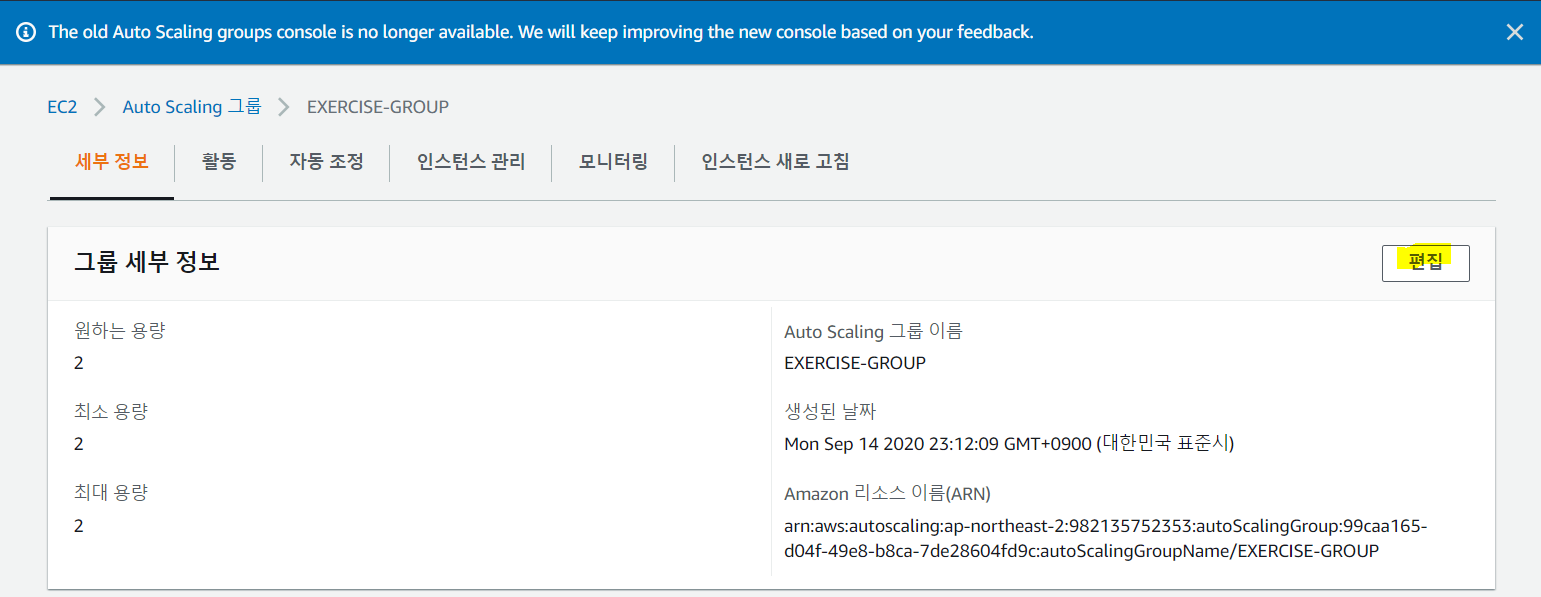 The old Auto Scaling groups console is no longer available. We will keep improving the new console based on your feedback.
EC2 > Auto Scaling 그룹 > EXERCISE-GROUP
세부 정보 활동 자동 조정 인스턴스 관리 모니터링 인스턴스 새로 고침
그룹 세부 정보
편집
원하는 용량
2
최소 용량
2
최대 용량
2
Auto Scaling 그룹 이름
EXERCISE-GROUP
생성된 날짜
Mon Sep 14 2020 23:12:09 GMT+0900 (대한민국 표준시)
Amazon 리소스 이름(ARN)
arn:aws:autoscaling:ap-northeast-2:982135752353:autoScalingGroup:99caa165-
d04f-49e8-b8ca-7de28604fd9c:autoScalingGroupName/EXERCISE-GROUP